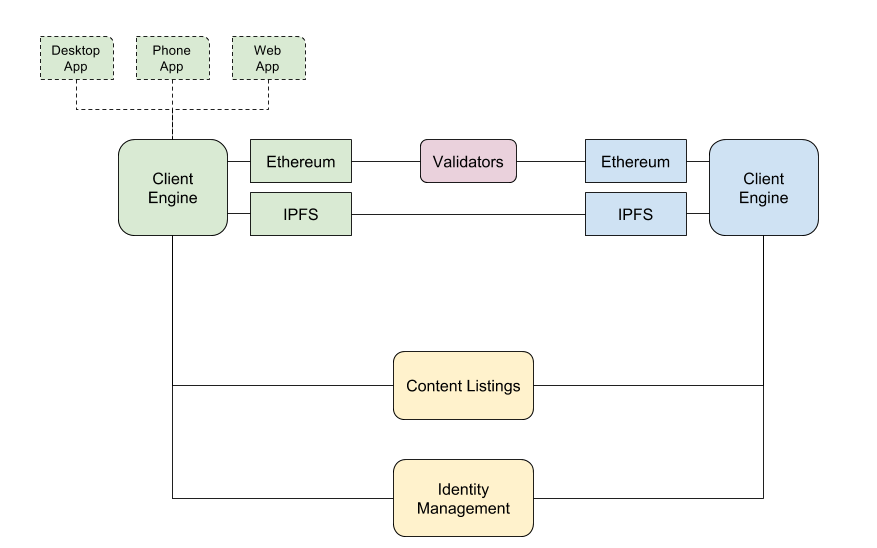 Desktop
App
Phone
App
Web
App
Client
Engine
Ethereum
Validators
Ethereum
Client
Engine
IPFS
IPFS
Content Listings
Identity
Management